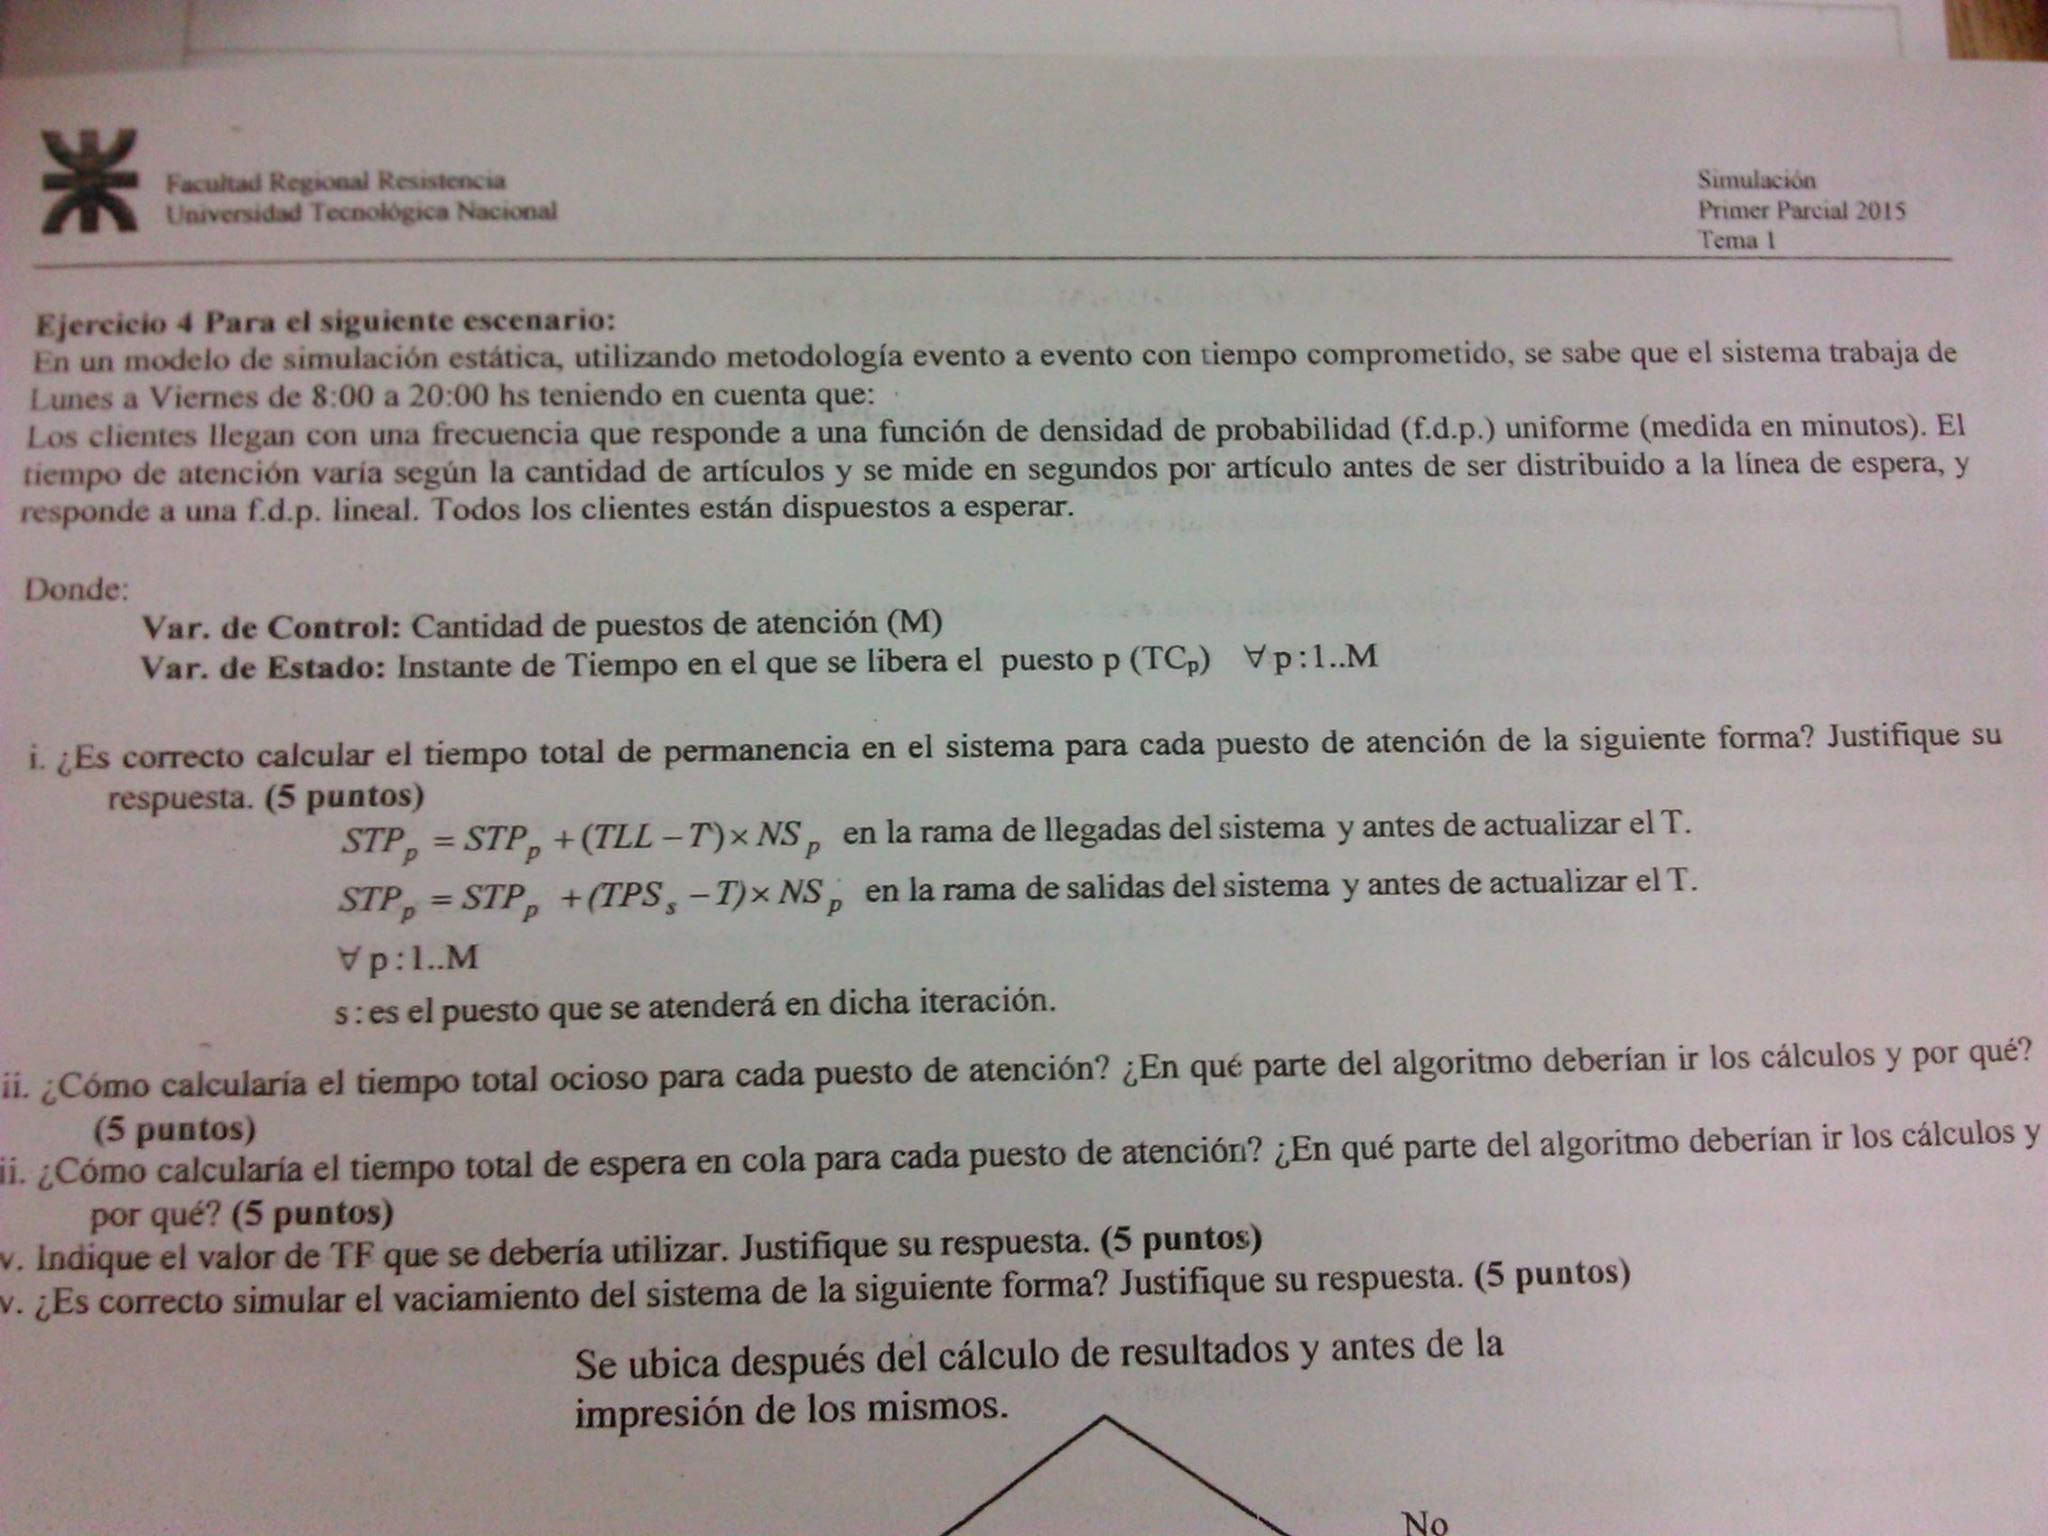 Facultad Regional Resistencia
Universidad Tecnológica Nacional
Simulación
Primer Parcial 2015
Tema 1
Ejercicio 4 Para el siguiente escenario:
En un modelo de simulación estática, utilizando metodología evento a evento con tiempo comprometido, se sabe que el sistema trabaja de
Lunes a Viernes de 8:00 a 20:00 hs teniendo en cuenta que:
Los clientes llegan con una frecuencia que responde a una función de densidad de probabilidad (f.d.p.) uniforme (medida en minutos). El
tiempo de atención varía según la cantidad de artículos y se mide en segundos por artículo antes de ser distribuido a la línea de espera, y
responde a una f.d.p. lineal. Todos los clientes están dispuestos a esperar.
Donde:
Var. de Control: Cantidad de puestos de atención (M)
Var. de Estado: Instante de Tiempo en el que se libera el puesto p (TCp) ∀ p:1..M
i. ¿Es correcto calcular el tiempo total de permanencia en el sistema para cada puesto de atención de la siguiente forma? Justifique su
respuesta. (5 puntos)
STPp = STPp + (TLL – T) × NSp en la rama de llegadas del sistema y antes de actualizar el T.
STPp = STPp + (TPSs – T) × NSp en la rama de salidas del sistema y antes de actualizar el T.
∀ p:1..M
s: es el puesto que se atenderá en dicha iteración.
ii. ¿Cómo calcularía el tiempo total ocioso para cada puesto de atención? ¿En qué parte del algoritmo deberían ir los cálculos y por qué?
(5 puntos)
ii. ¿Cómo calcularía el tiempo total de espera en cola para cada puesto de atención? ¿En qué parte del algoritmo deberían ir los cálculos y
por qué? (5 puntos)
v. Indique el valor de TF que se debería utilizar. Justifique su respuesta. (5 puntos)
v. ¿Es correcto simular el vaciamiento del sistema de la siguiente forma? Justifique su respuesta. (5 puntos)
Se ubica después del cálculo de resultados y antes de la
impresión de los mismos.
No